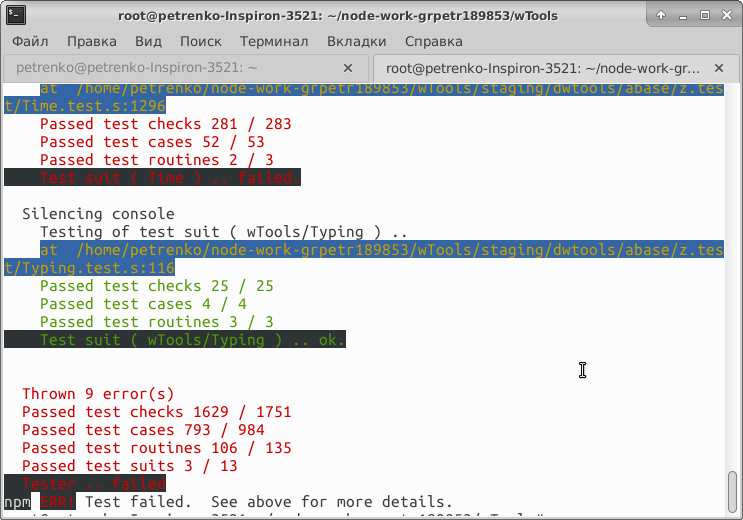 root@petrenko-Inspiron-3521: ~/node-work-grpetr189853/wTools
Файл Правка Вид Поиск Терминал Вкладки Справка
petrenko@petrenko-Inspiron-3521: ~ × root@petrenko-Inspiron-3521: ~/node-work-gr... ×
at /home/petrenko/node-work-grpetr189853/wTools/staging/dwtools/abase/z.tes
t/Time.test.s:1296
Passed test checks 281 / 283
Passed test cases 52 / 53
Passed test routines 2 / 3
Test suit ( Time ) .. failed.
Silencing console
Testing of test suit ( wTools/Typing ) ..
at /home/petrenko/node-work-grpetr189853/wTools/staging/dwtools/abase/z.tes
t/Typing.test.s:116
Passed test checks 25 / 25
Passed test cases 4 / 4
Passed test routines 3 / 3
Test suit ( wTools/Typing ) .. ok.
Thrown 9 error(s)
Passed test checks 1629 / 1751
Passed test cases 793 / 984
Passed test routines 106 / 135
Passed test suits 3 / 13
Tester .. failed
npm ERR! Test failed. See above for more details.